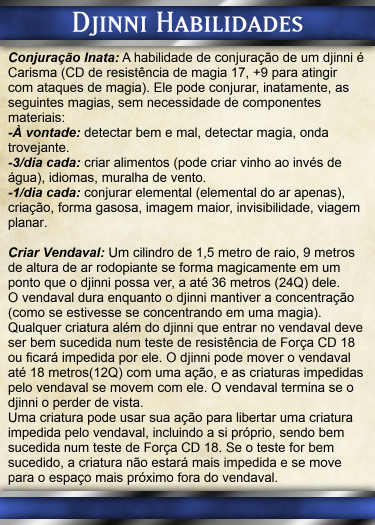 Djinni Habilidades
Conjuração Inata: A habilidade de conjuração de um djinni é
Carisma (CD de resistência de magia 17, +9 para atingir
com ataques de magia). Ele pode conjurar, inatamente, as
seguintes magias, sem necessidade de componentes
materiais:
-À vontade: detectar bem e mal, detectar magia, onda
trovejante.
-3/dia cada: criar alimentos (pode criar vinho ao invés de
água), idiomas, muralha de vento.
-1/dia cada: conjurar elemental (elemental do ar apenas),
criação, forma gasosa, imagem maior, invisibilidade, viagem
planar.
Criar Vendaval: Um cilindro de 1,5 metro de raio, 9 metros
de altura de ar rodopiante se forma magicamente em um
ponto que o djinni possa ver, a até 36 metros (24Q) dele.
O vendaval dura enquanto o djinni mantiver a concentração
(como se estivesse se concentrando em uma magia).
Qualquer criatura além do djinni que entrar no vendaval deve
ser bem sucedida num teste de resistência de Força CD 18
ou ficará impedida por ele. O djinni pode mover o vendaval
até 18 metros(12Q) com uma ação, e as criaturas impedidas
pelo vendaval se movem com ele. O vendaval termina se o
djinni o perder de vista.
Uma criatura pode usar sua ação para libertar uma criatura
impedida pelo vendaval, incluindo a si próprio, sendo bem
sucedida num teste de Força CD 18. Se o teste for bem
sucedido, a criatura não estará mais impedida e se move
para o espaço mais próximo fora do vendaval.